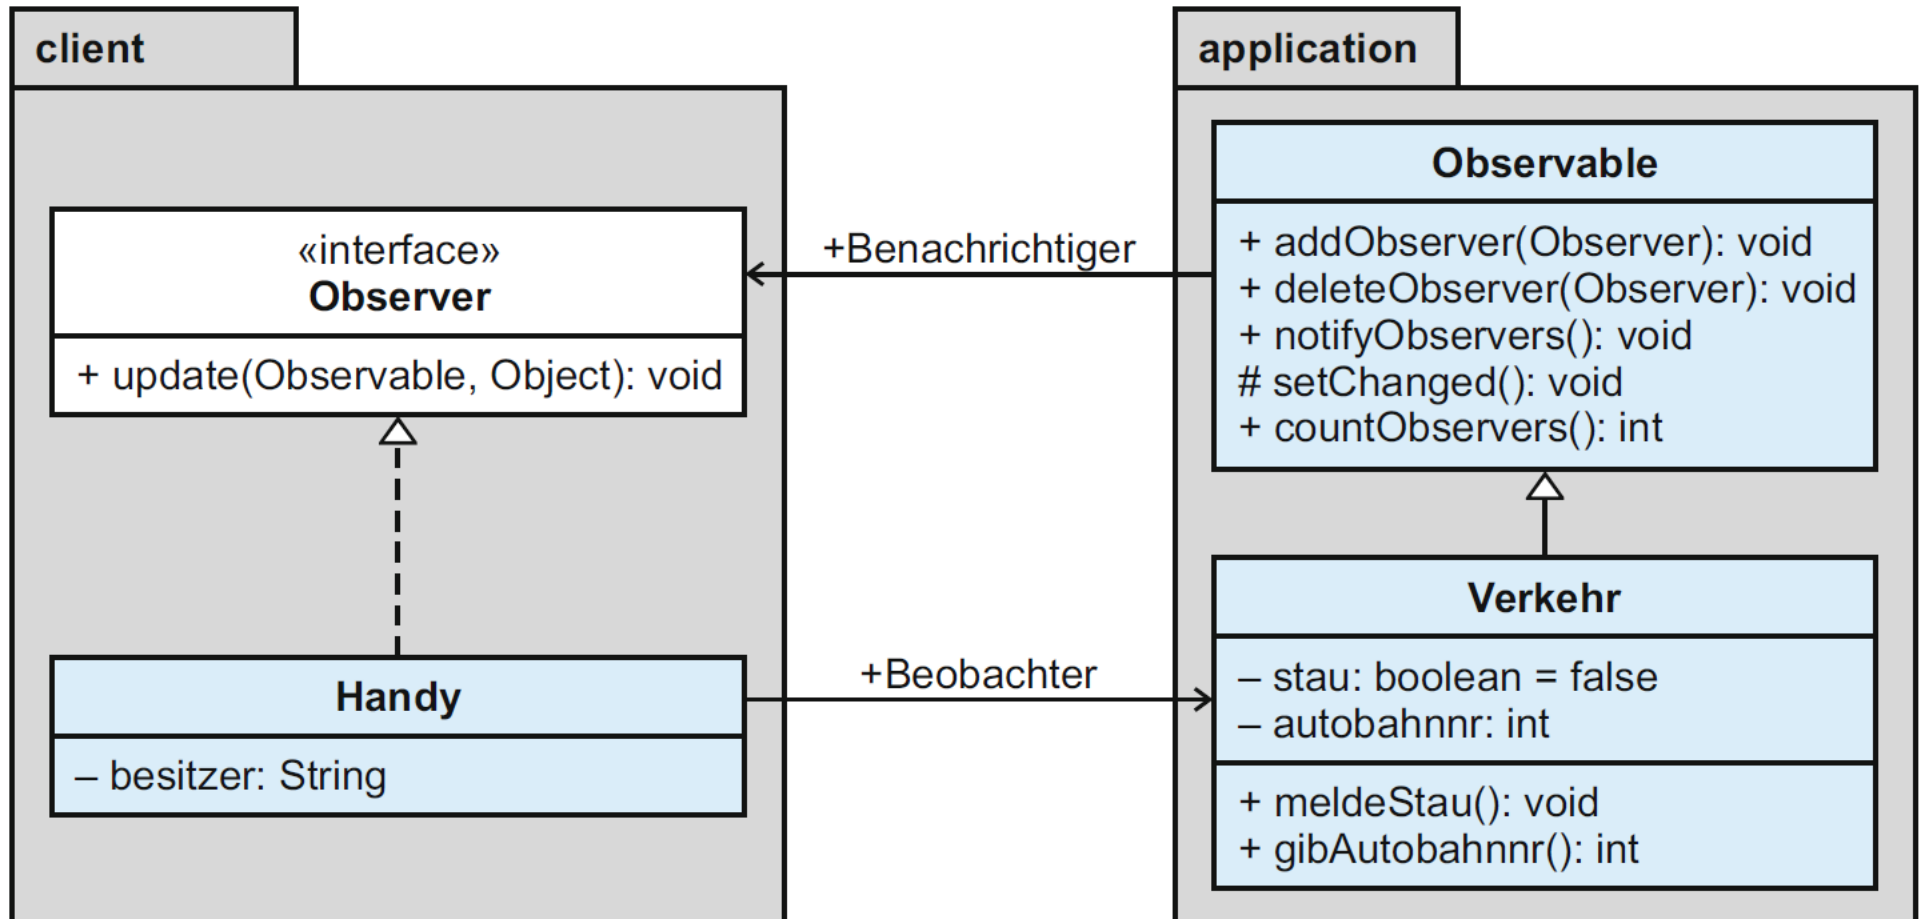 client
«interface»
Observer
+ update(Observable, Object): void
Handy
– besitzer: String
+Benachrichtiger
+Beobachter
application
Observable
+ addObserver(Observer): void
+ deleteObserver(Observer): void
+ notifyObservers(): void
# setChanged(): void
+ countObservers(): int
Verkehr
– stau: boolean = false
– autobahnnr: int
+ meldeStau(): void
+ gibAutobahnnr(): int